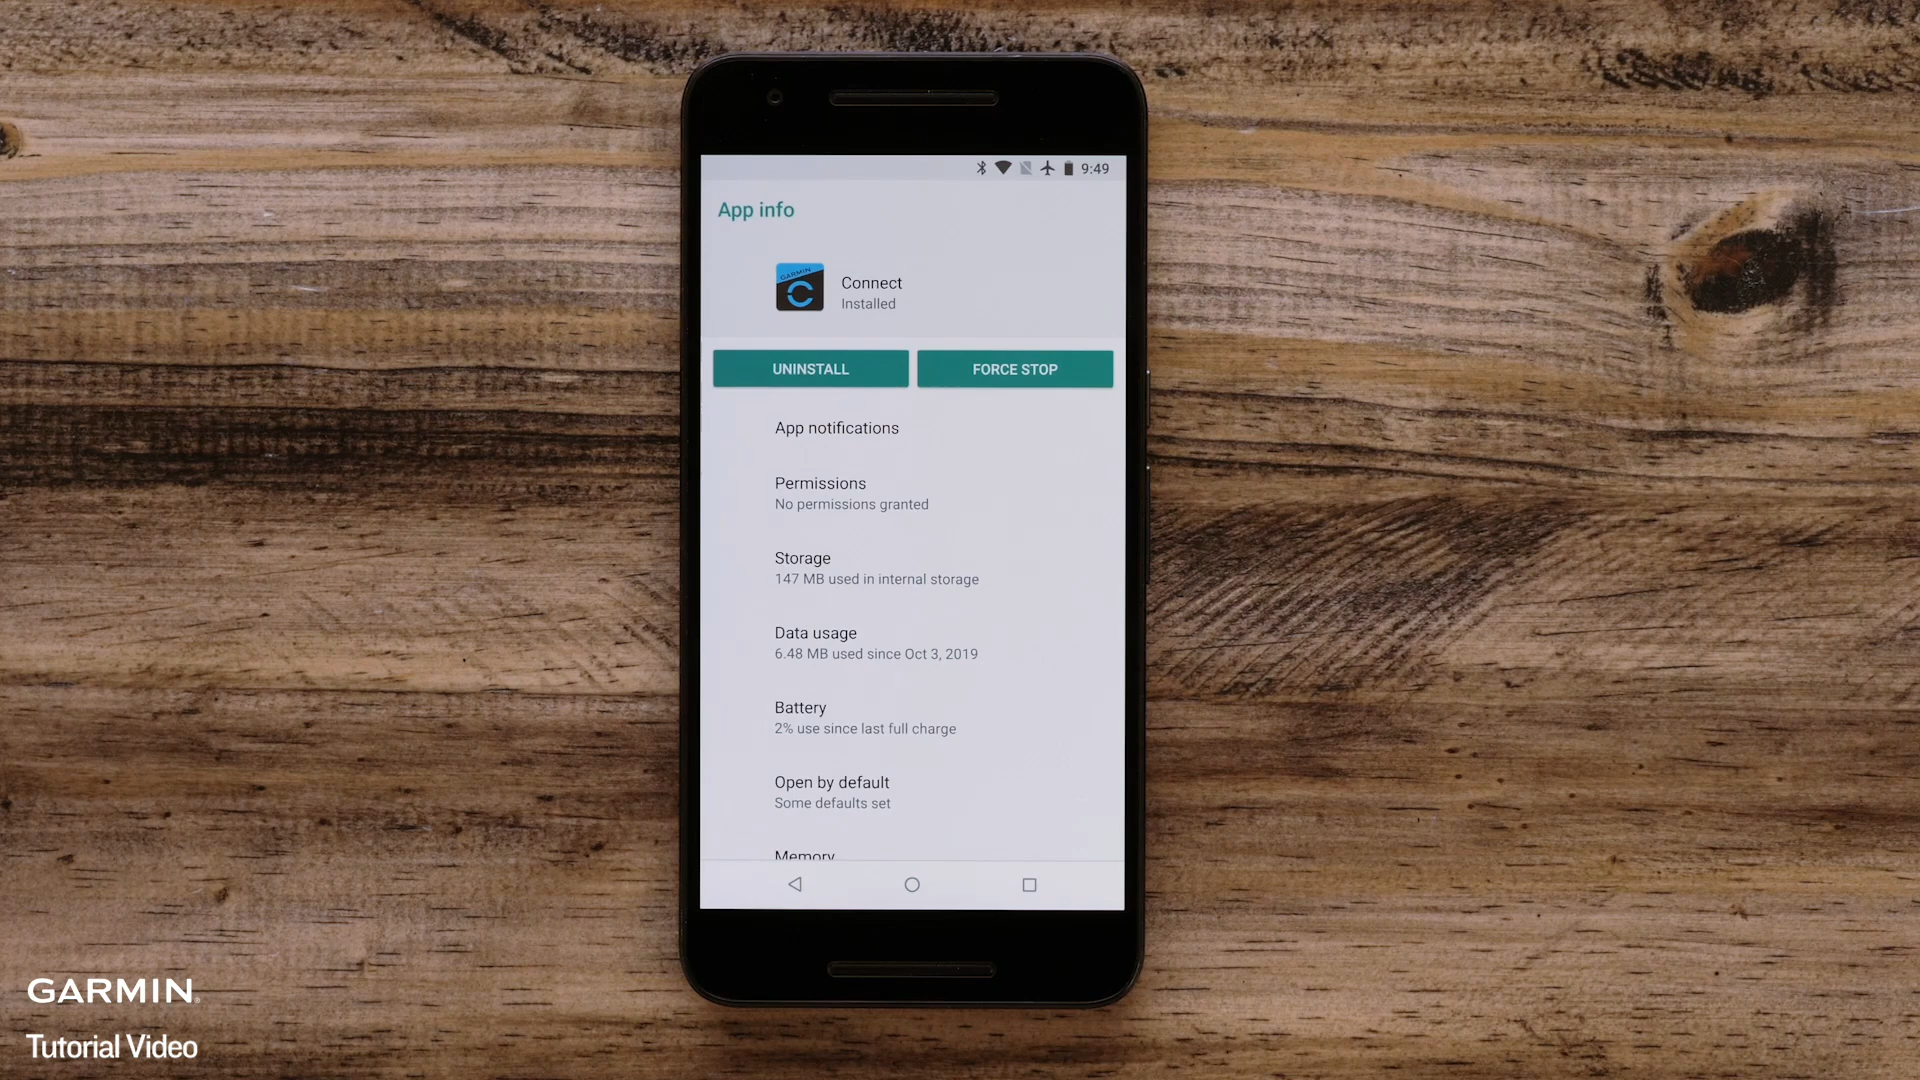 9:49
App info
GARMIN
Connect
Installed
UNINSTALL
FORCE STOP
App notifications
Permissions
No permissions granted
Storage
147 MB used in internal storage
Data usage
6.48 MB used since Oct 3, 2019
Battery
2% use since last full charge
Open by default
Some defaults set
Memory
GARMIN
Tutorial Video